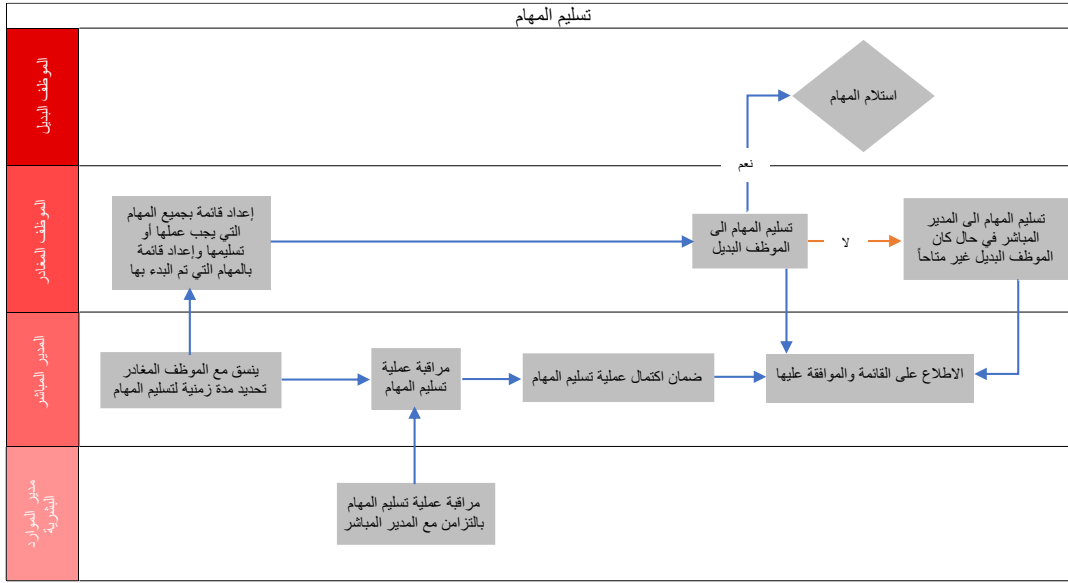 تسليم المهام
الموظف البديل
استلام المهام
نعم
الموظف المغادر
إعداد قائمة بجميع المهام
التي يجب عملها أو
تسليمها وإعداد قائمة
بالمهام التي تم البدء بها
تسليم المهام الى
الموظف البديل
لا
تسليم المهام الى المدير
المباشر في حال كان
الموظف البديل غير متاحاً
المدير المباشر
ينسق مع الموظف المغادر
تحديد مدة زمنية لتسليم المهام
مراقبة عملية
تسليم المهام
ضمان اكتمال عملية تسليم المهام
الاطلاع على القائمة والموافقة عليها
مدير الموارد
البشرية
مراقبة عملية تسليم المهام
بالتزامن مع المدير المباشر